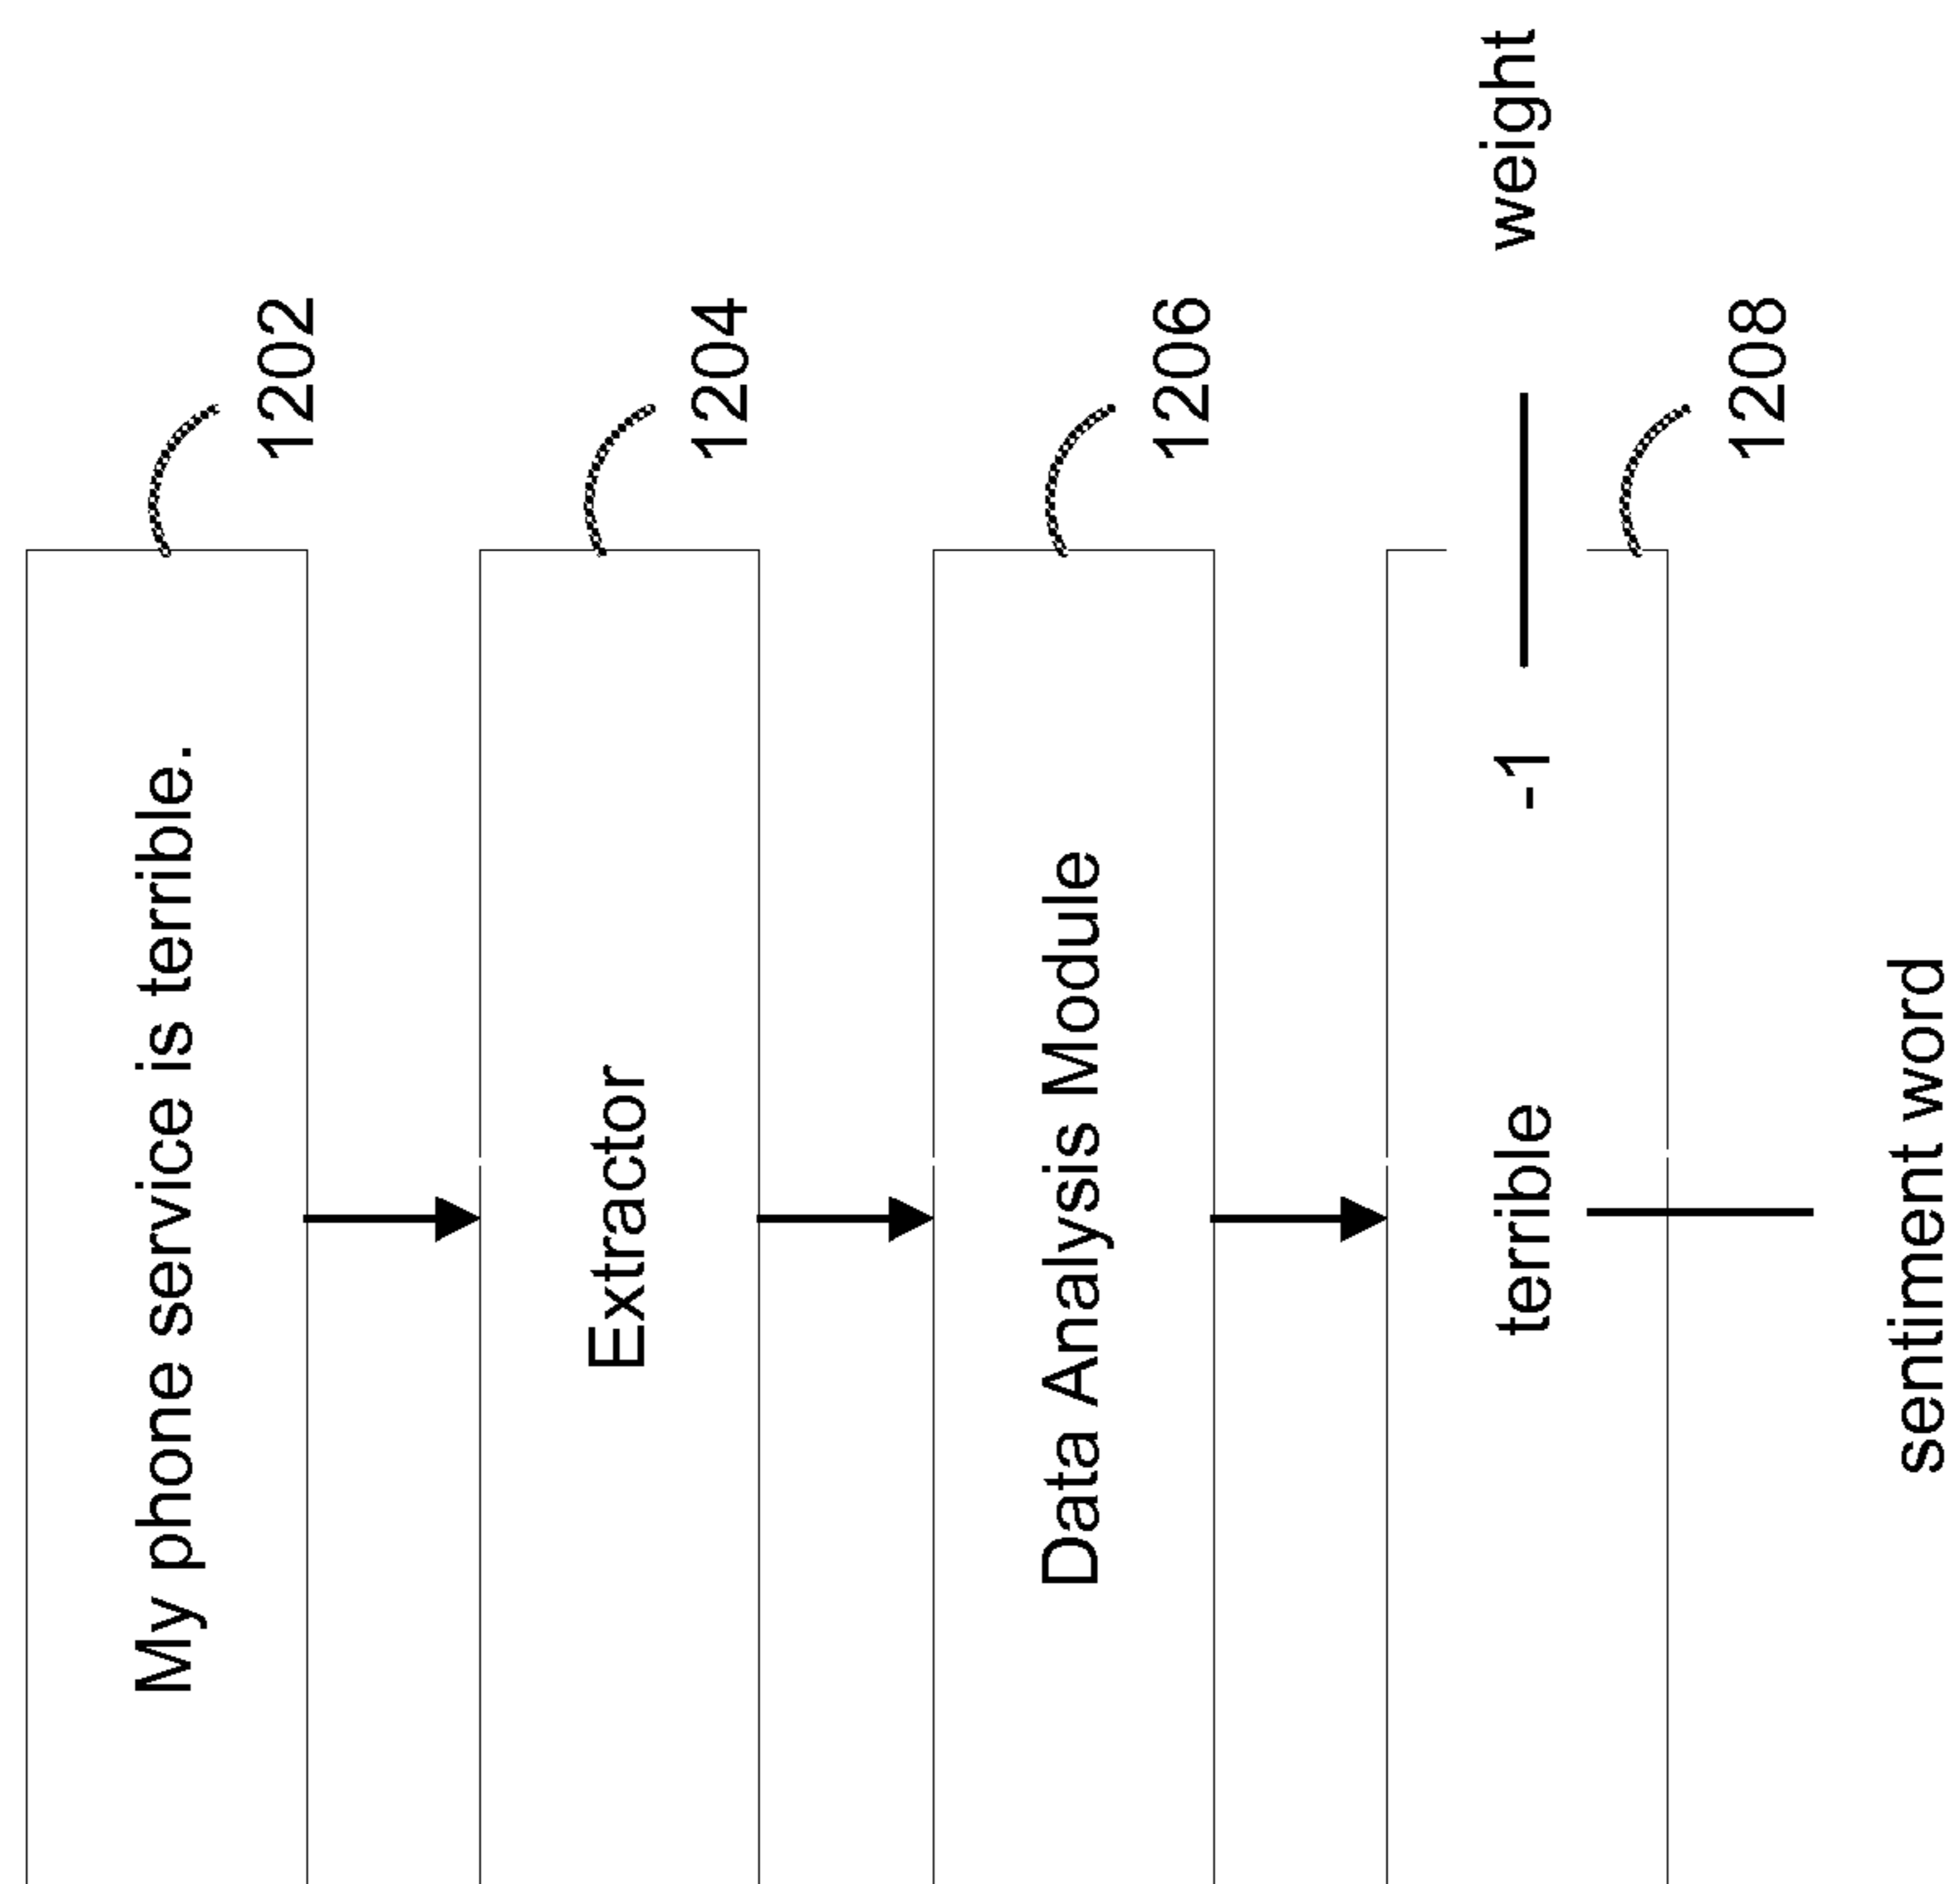 My phone service is terrible.
1202
Extractor
1204
Data Analysis Module
1206
terrible -1 weight
1208
sentiment word